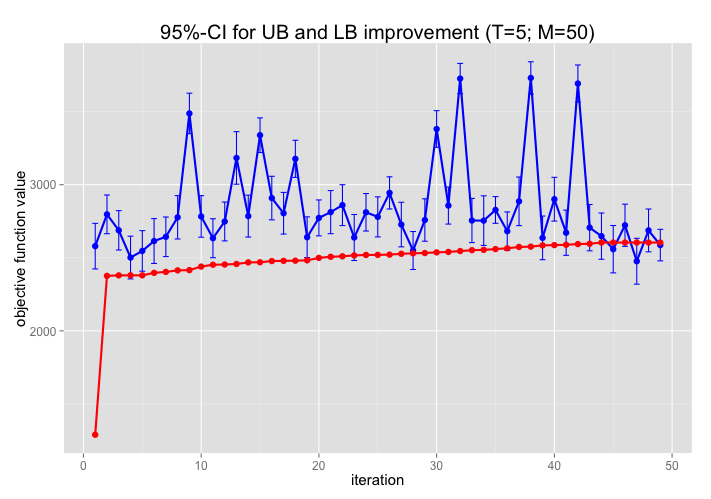 95%-CI for UB and LB improvement (T=5; M=50)
objective function value
3000
2000
0 10 20 30 40 50
iteration